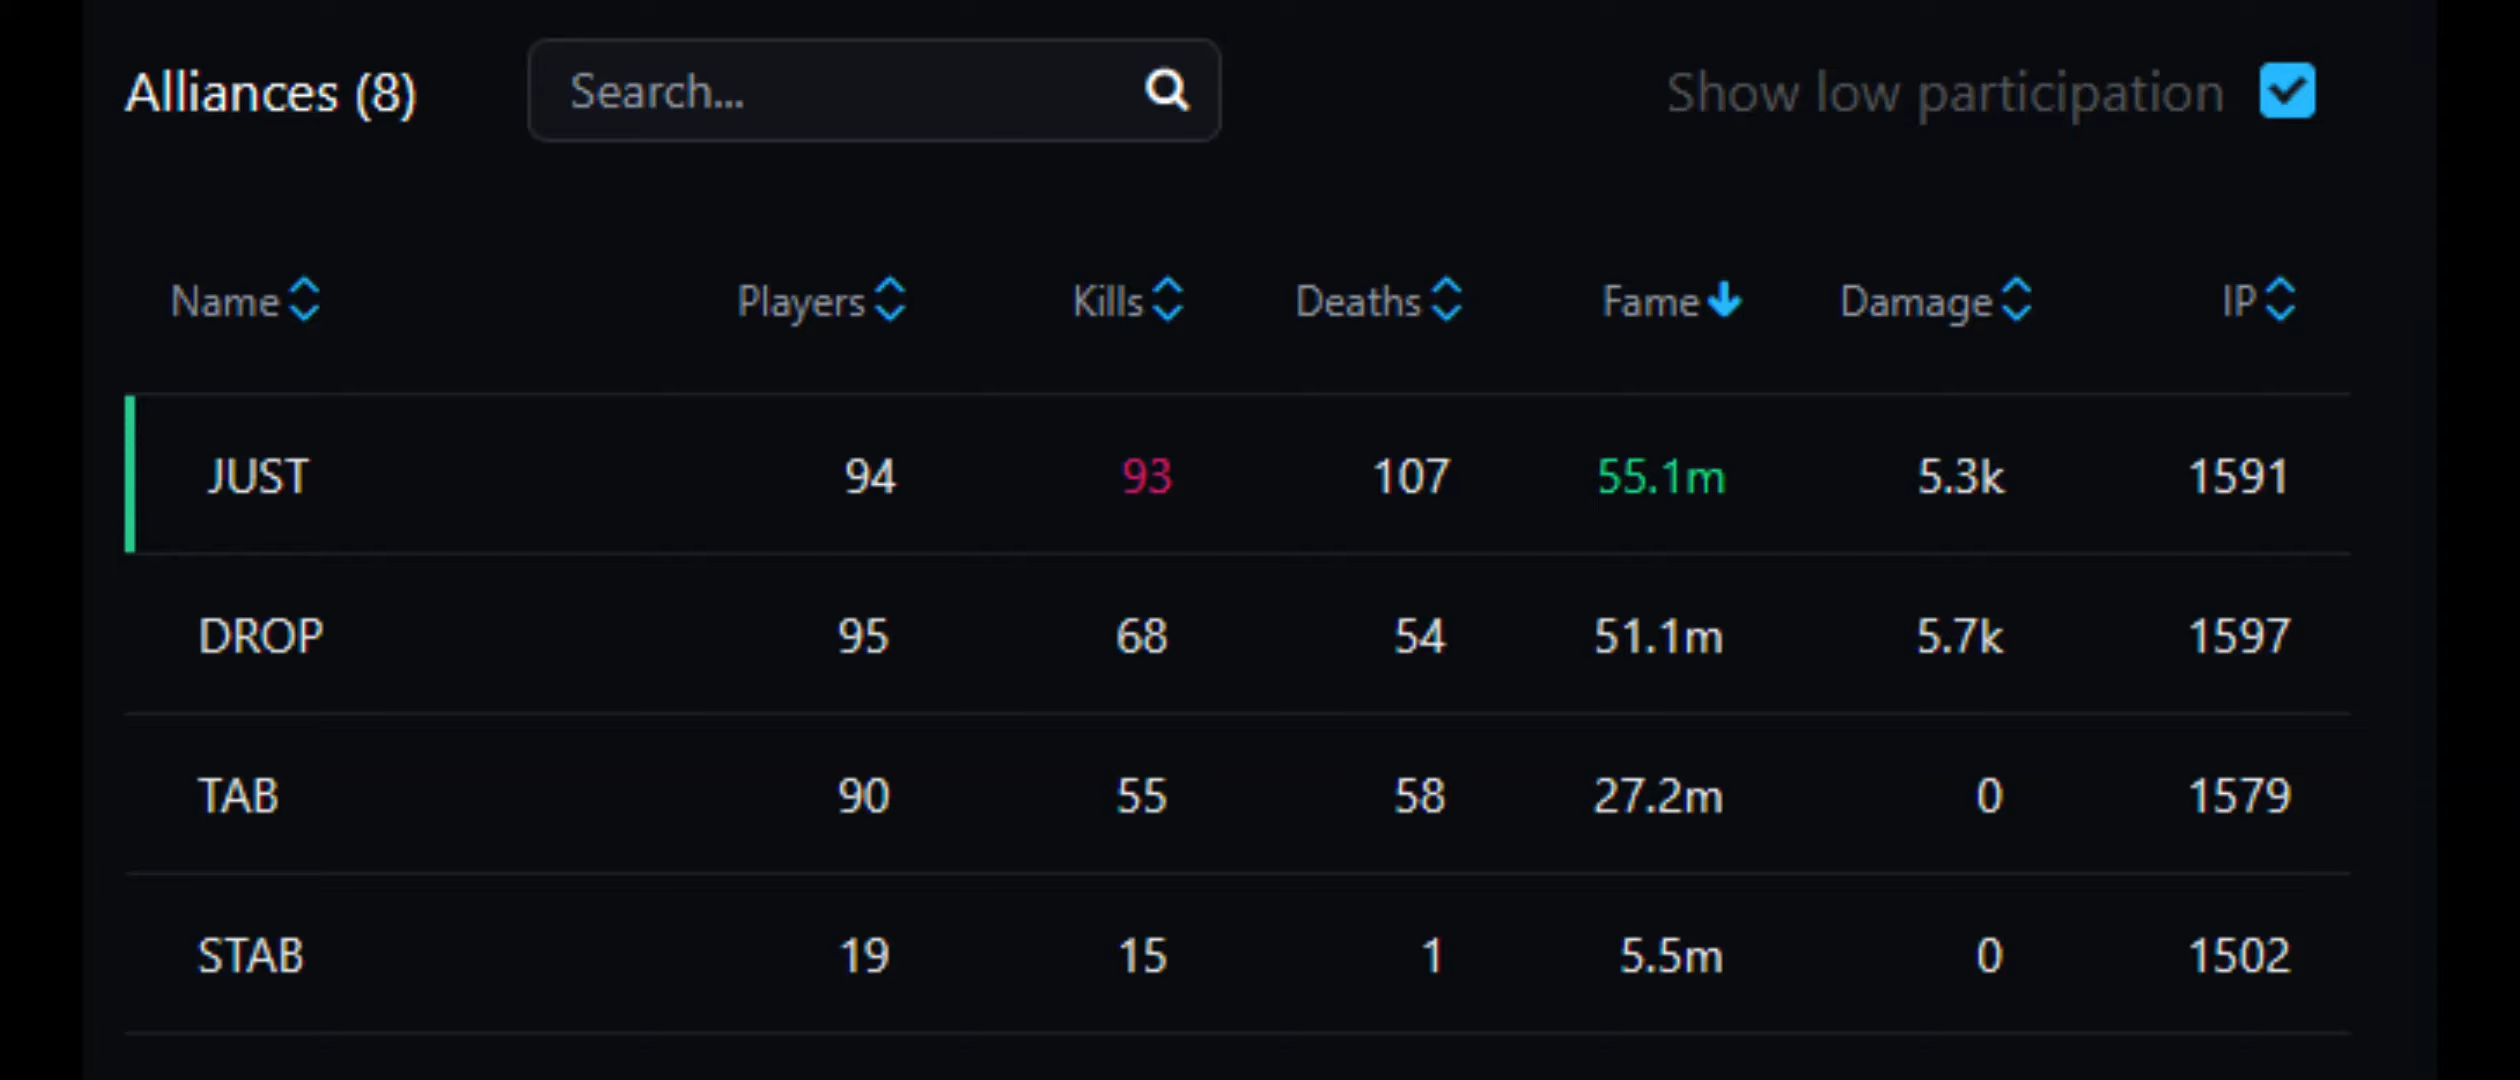 Alliances (8) Search... Show low participation
Name Players Kills Deaths Fame Damage IP
JUST 94 93 107 55.1m 5.3k 1591
DROP 95 68 54 51.1m 5.7k 1597
TAB 90 55 58 27.2m 0 1579
STAB 19 15 1 5.5m 0 1502